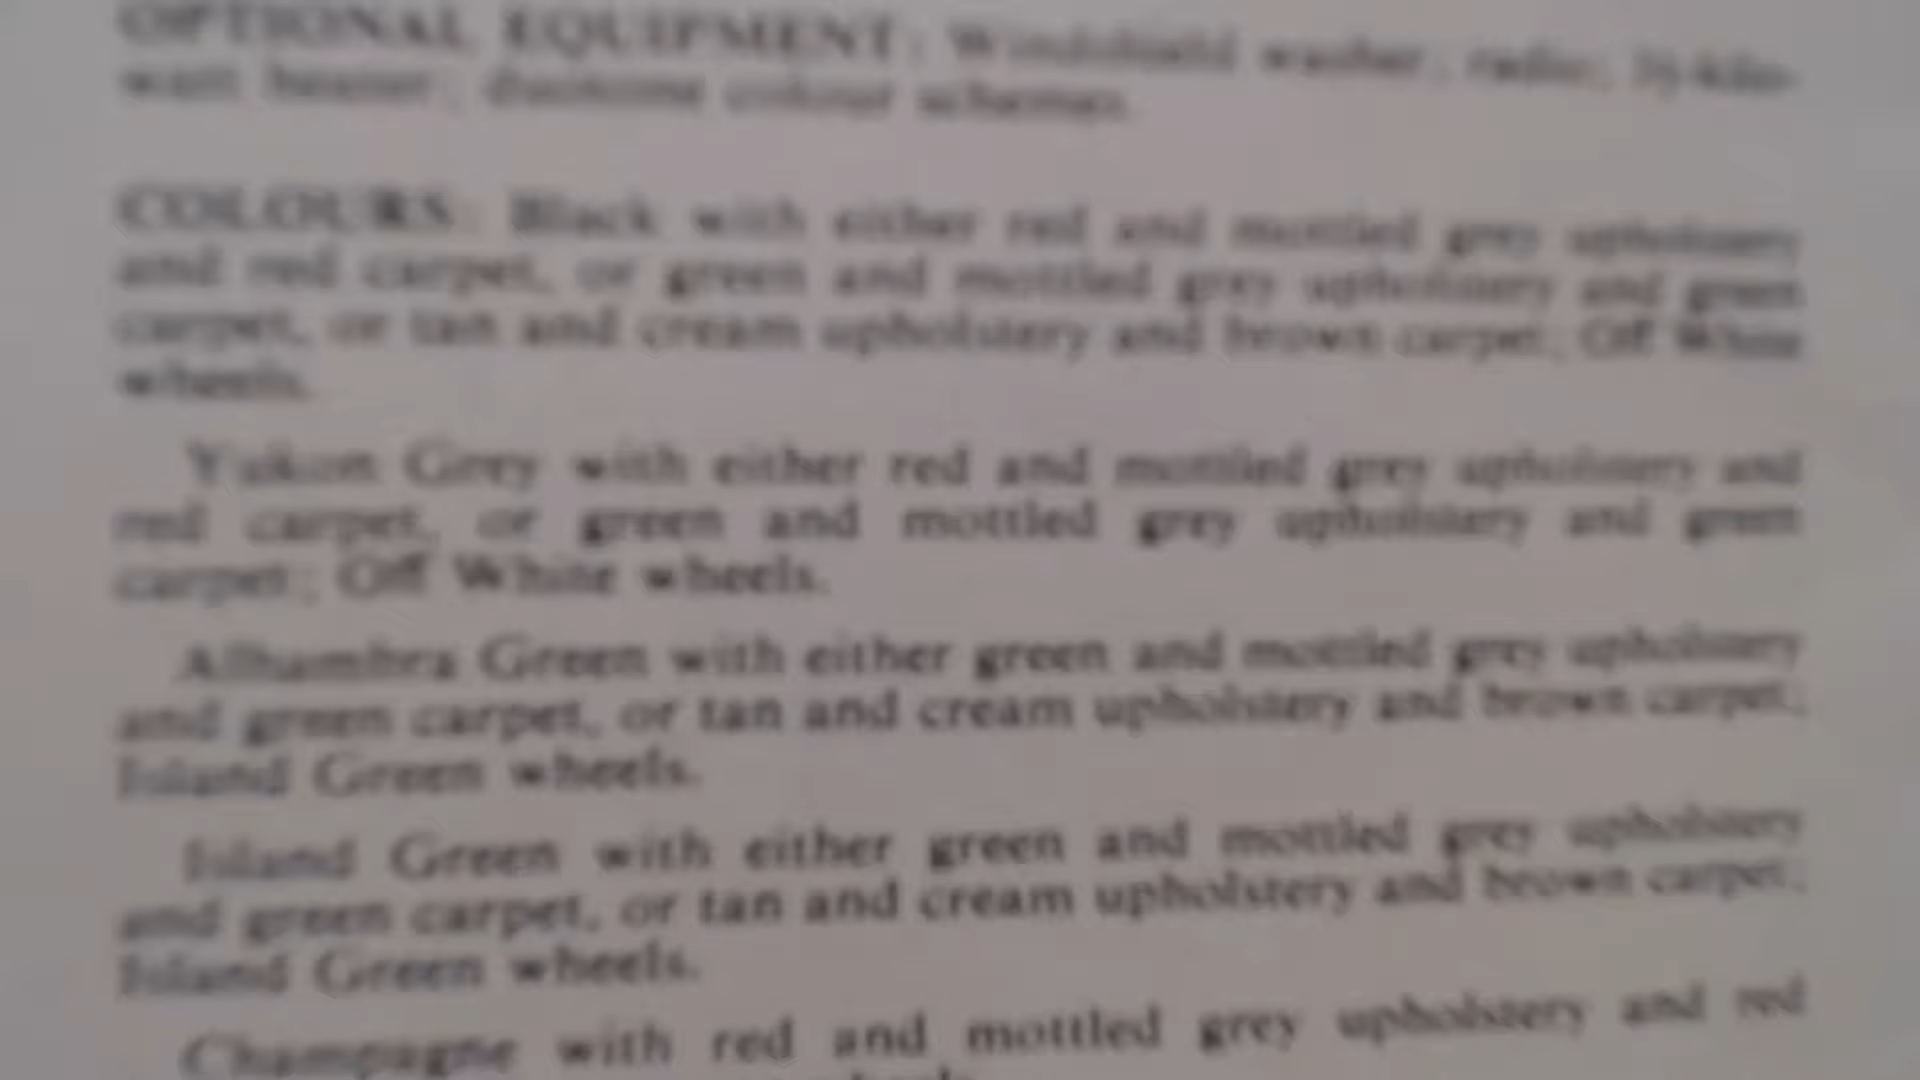 OPTIONAL EQUIPMENT: Windshield washer; radio;
watt heater; duotone colour schemes.
COLOURS: Black with either red and mottled grey upholstery
and red carpet, or green and mottled grey upholstery and green
carpet, or tan and cream upholstery and brown carpet; Off White
wheels.
Yukon Grey with either red and mottled grey upholstery and
red carpet, or green and mottled grey upholstery and green
carpet; Off White wheels.
Alhambra Green with either green and mottled grey upholstery
and green carpet, or tan and cream upholstery and brown carpet;
Island Green wheels.
Island Green with either green and mottled grey upholstery
and green carpet, or tan and cream upholstery and brown carpet;
Island Green wheels.
Champagne with red and mottled grey upholstery and red